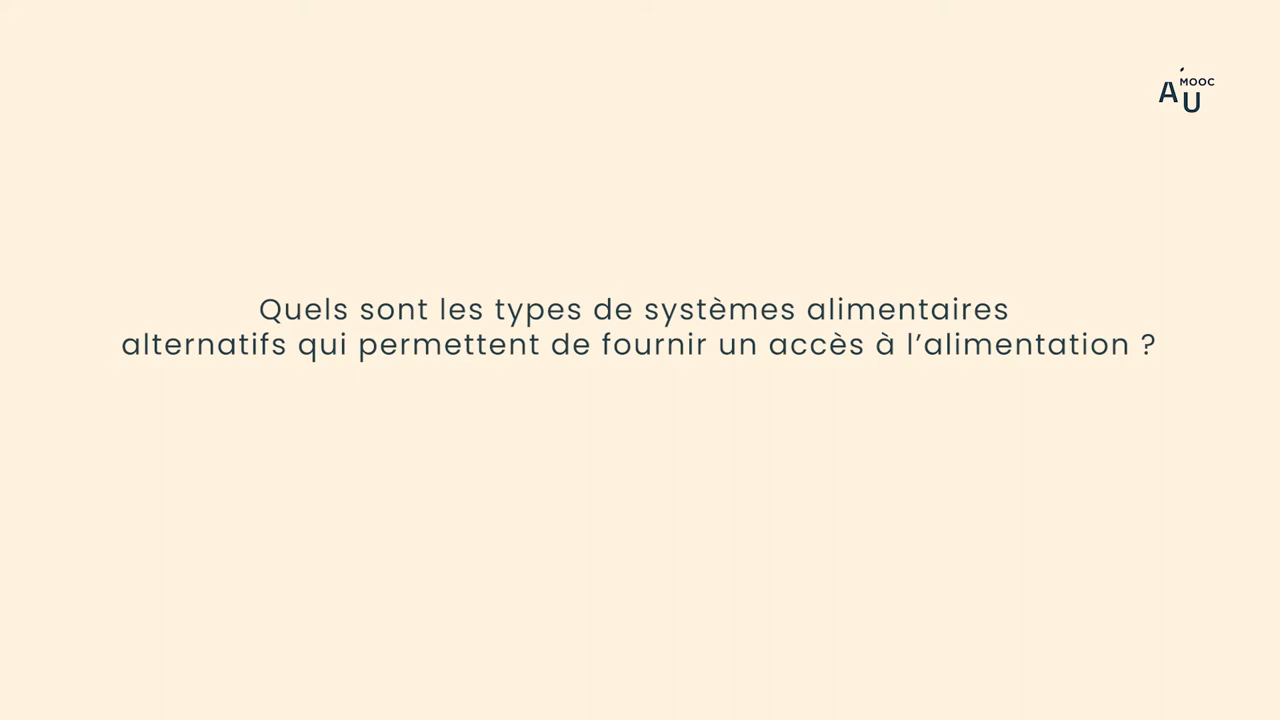 MOOC
AU
Quels sont les types de systèmes alimentaires
alternatifs qui permettent de fournir un accès à l’alimentation ?